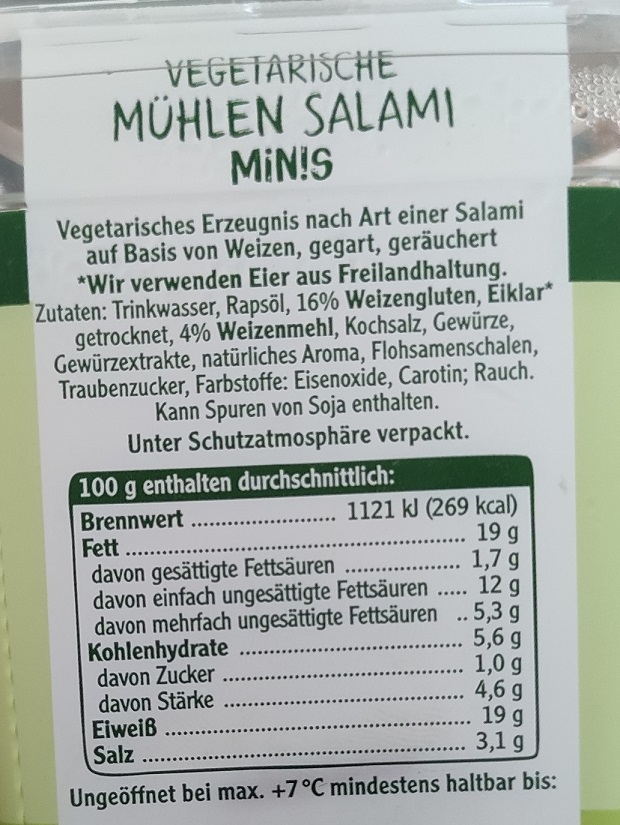 VEGETARISCHE
MÜHLEN SALAMI
MiN!S
Vegetarisches Erzeugnis nach Art einer Salami
auf Basis von Weizen, gegart, geräuchert
*Wir verwenden Eier aus Freilandhaltung.
Zutaten: Trinkwasser, Rapsöl, 16% Weizengluten, Eiklar*
getrocknet, 4% Weizenmehl, Kochsalz, Gewürze,
Gewürzextrakte, natürliches Aroma, Flohsamenschalen,
Traubenzucker, Farbstoffe: Eisenoxide, Carotin; Rauch.
Kann Spuren von Soja enthalten.
Unter Schutzatmosphäre verpackt.
100 g enthalten durchschnittlich:
Brennwert ..................... 1121 kJ (269 kcal)
Fett .................................................. 19 g
davon gesättigte Fettsäuren ................. 1,7 g
davon einfach ungesättigte Fettsäuren ..... 12 g
davon mehrfach ungesättigte Fettsäuren .. 5,3 g
Kohlenhydrate ................................. 5,6 g
davon Zucker .................................... 1,0 g
davon Stärke .................................... 4,6 g
Eiweiß ............................................. 19 g
Salz ................................................ 3,1 g
Ungeöffnet bei max. +7°C mindestens haltbar bis: